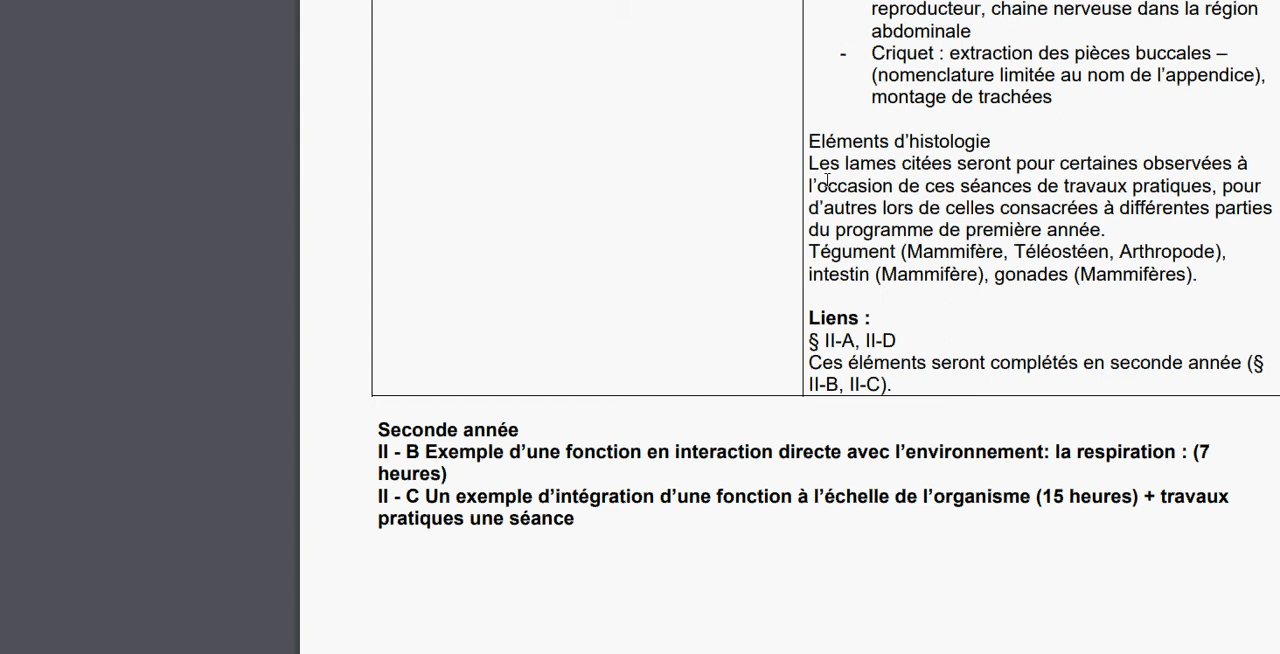 reproducteur, chaine nerveuse dans la région
abdominale
- Criquet : extraction des pièces buccales –
(nomenclature limitée au nom de l’appendice),
montage de trachées
Eléments d’histologie
Les lames citées seront pour certaines observées à
l’occasion de ces séances de travaux pratiques, pour
d’autres lors de celles consacrées à différentes parties
du programme de première année.
Tégument (Mammifère, Téléostéen, Arthropode),
intestin (Mammifère), gonades (Mammifères).
Liens :
§ II-A, II-D
Ces éléments seront complétés en seconde année (§
II-B, II-C).
Seconde année
II - B Exemple d’une fonction en interaction directe avec l’environnement: la respiration : (7
heures)
II - C Un exemple d’intégration d’une fonction à l’échelle de l’organisme (15 heures) + travaux
pratiques une séance